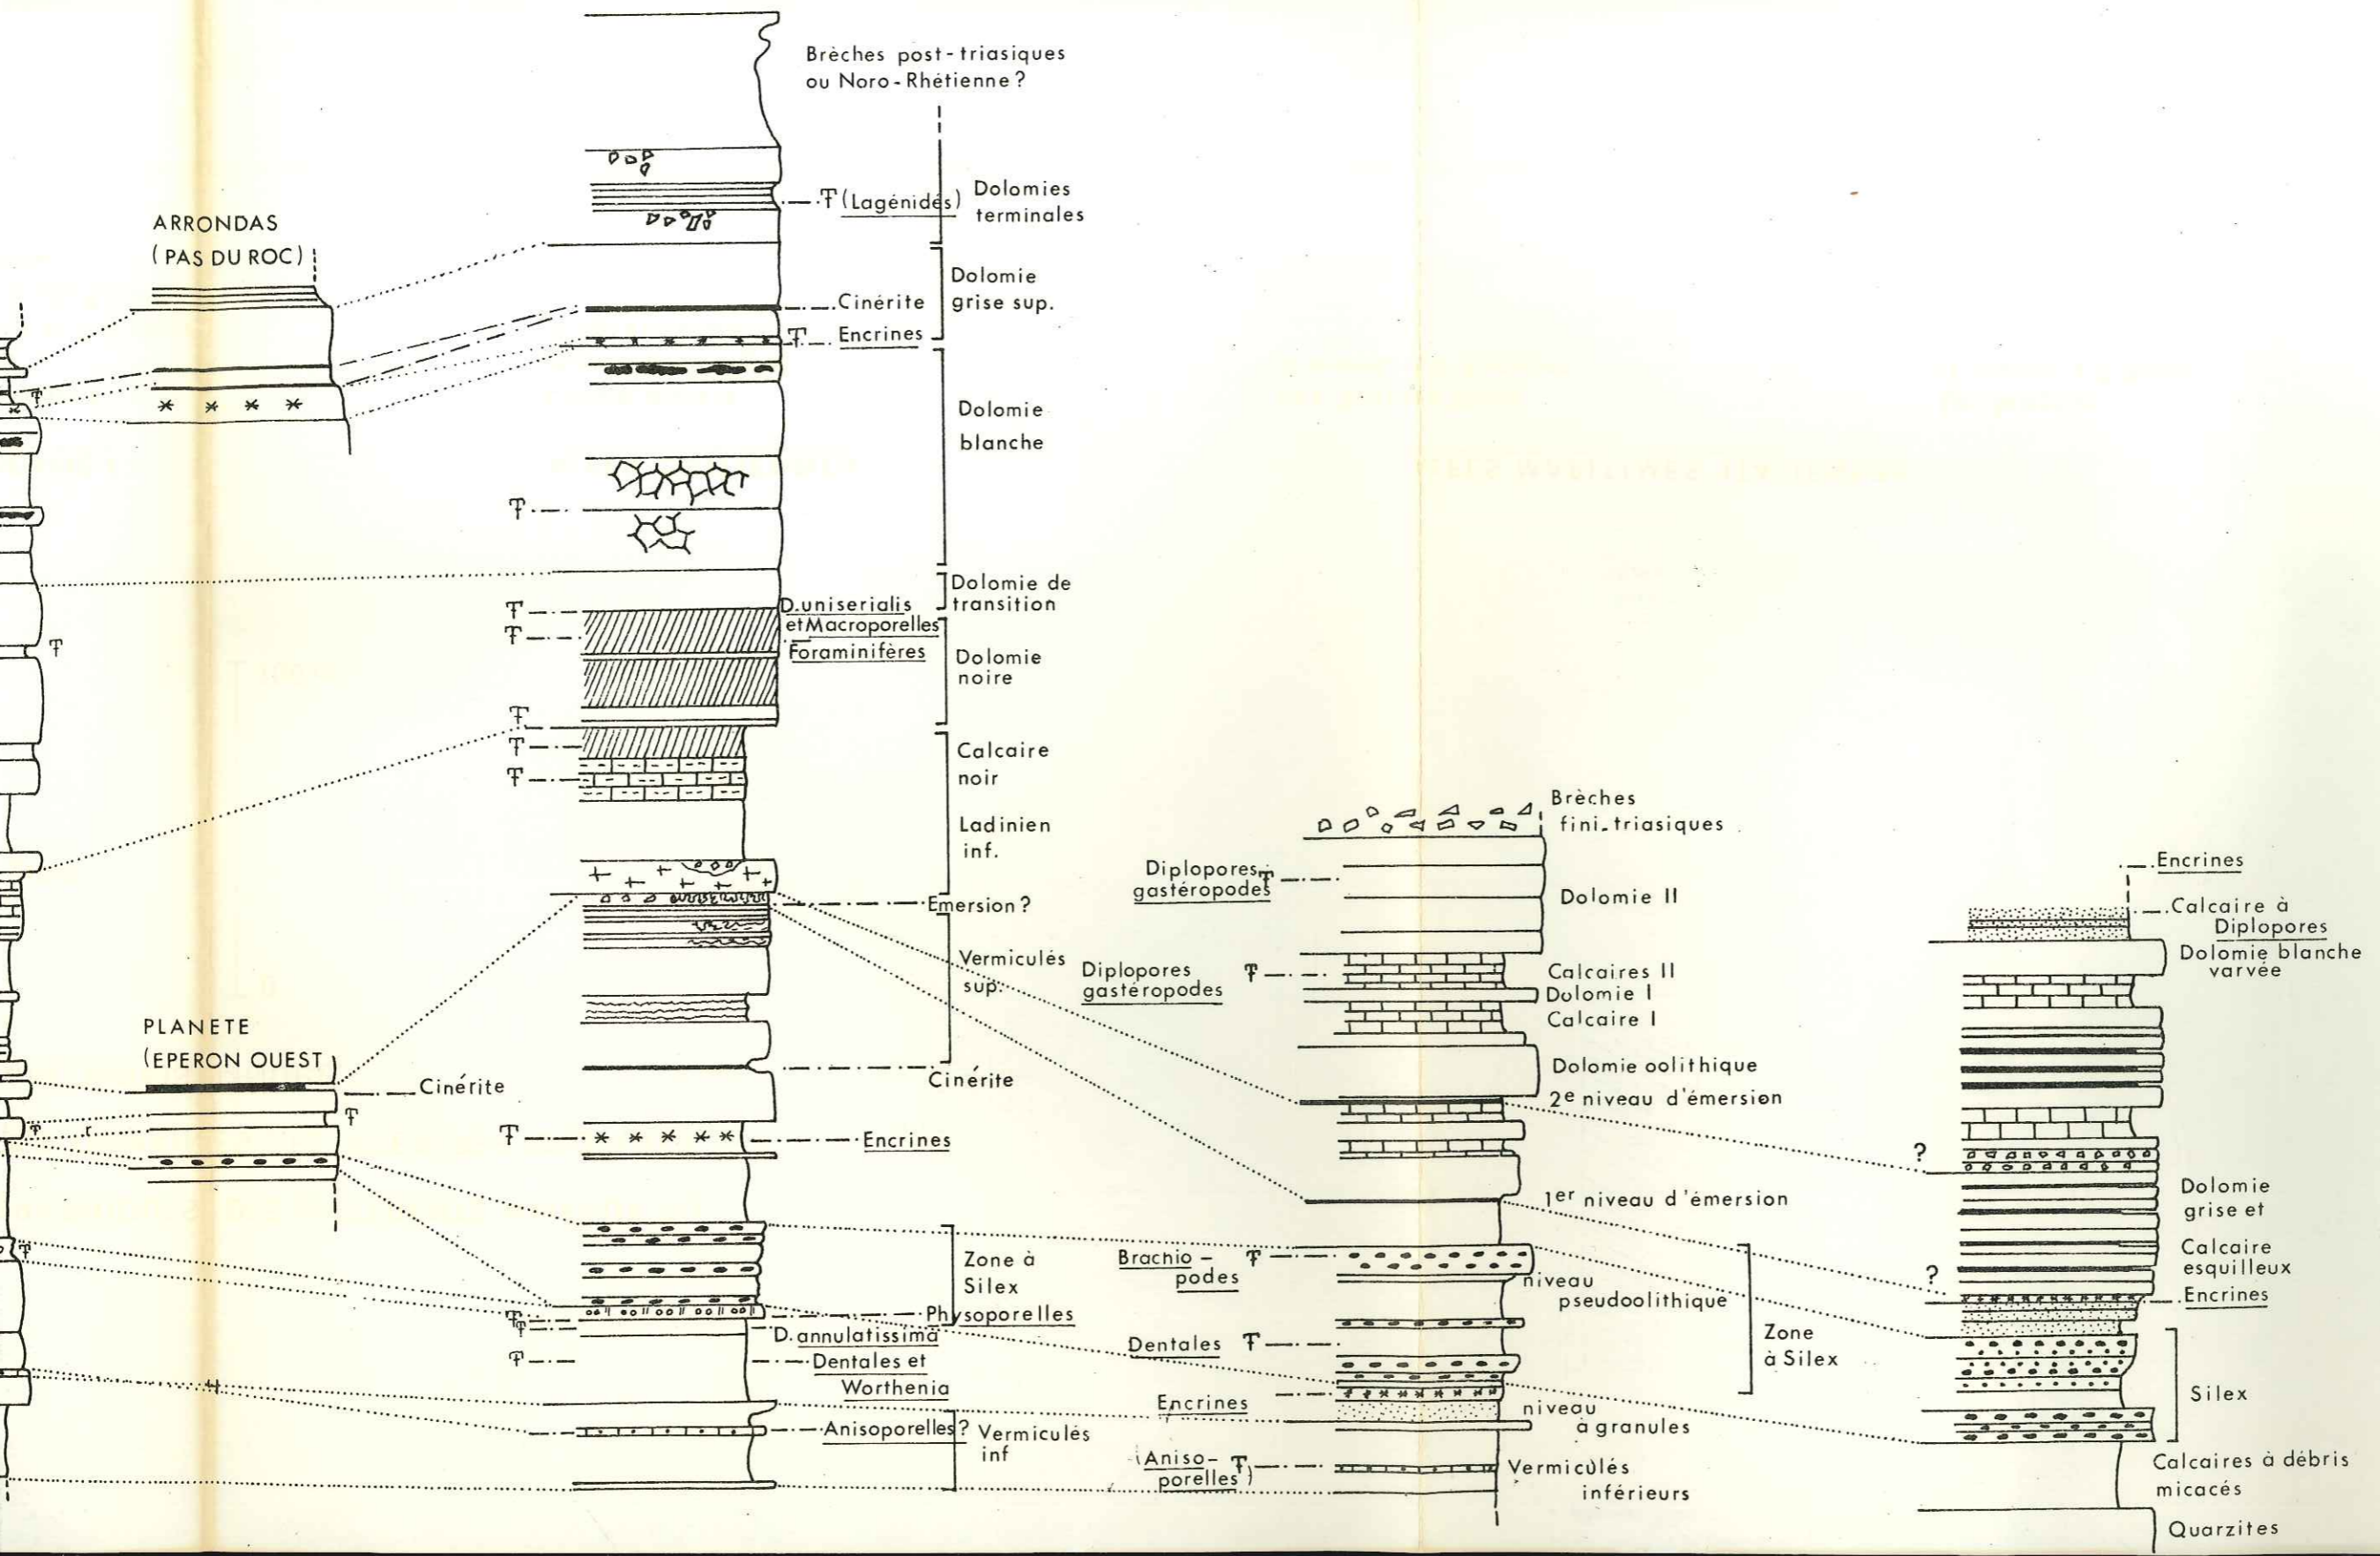 Brèches post-triasiques
ou Noro-Rhétienne ?
Ŧ (Lagénidés)
Dolomies
terminales
ARRONDAS
( PAS DU ROC )
Dolomie
grise sup.
Cinérite
Ŧ
Encrines
Ŧ
Dolomie
blanche
Ŧ
Dolomie de
transition
Ŧ
Ŧ
D.uniserialis
et Macroporelles
Foraminifères
Ŧ
Dolomie
noire
Ŧ
Ŧ
Ŧ
Calcaire
noir
Ladinien
inf.
Emersion ?
Vermiculés
sup.
PLANETE
(EPERON OUEST
Cinérite
Ŧ
Ŧ
r
Cinérite
Ŧ
Encrines
Ŧ
Zone à
Silex
Physoporelles
Ŧ
Ŧ
D. annulatissima
Ŧ
Dentales et
Worthenia
Anisoporelles ?
Vermiculés
inf
Brèches
fini-triasiques
Diplopores
gastéropodes
Ŧ
Dolomie II
Diplopores
gastéropodes
Ŧ
Calcaires II
Dolomie I
Calcaire I
Dolomie oolithique
2e niveau d'émersion
1er niveau d'émersion
Brachio-
podes
Ŧ
niveau
pseudoolithique
Dentales
Ŧ
Zone
à Silex
Encrines
niveau
à granules
(Aniso-
porelles)
Ŧ
Vermiculés
inférieurs
Encrines
Calcaire à
Diplopores
Dolomie blanche
varvée
?
Dolomie
grise et
Calcaire
esquilleux
?
Encrines
Silex
Calcaires à débris
micacés
Quarzites